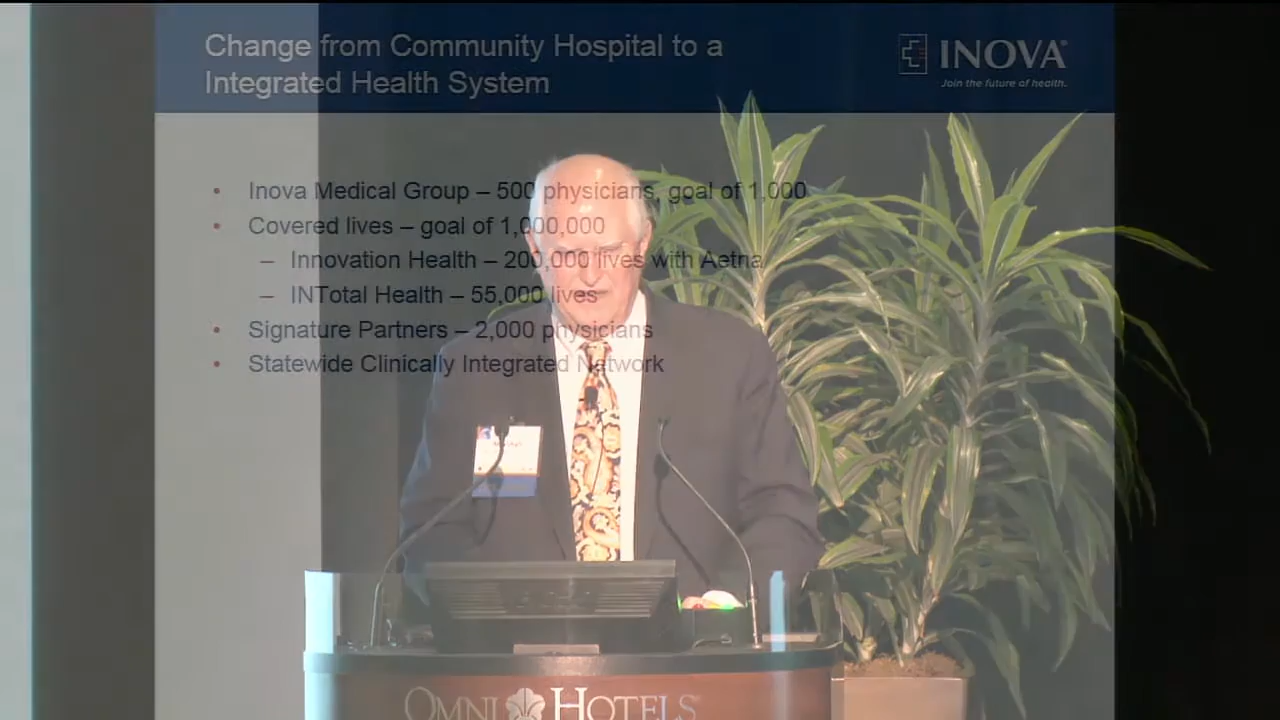 Change from Community Hospital to a
Integrated Health System
INOVA®
Join the future of health.
• Inova Medical Group – 500 physicians, goal of 1,000
• Covered lives – goal of 1,000,000
– Innovation Health – 200,000 lives with Aetna
– INTotal Health – 55,000 lives
• Signature Partners – 2,000 physicians
• Statewide Clinically Integrated Network
OMNI HOTELS®